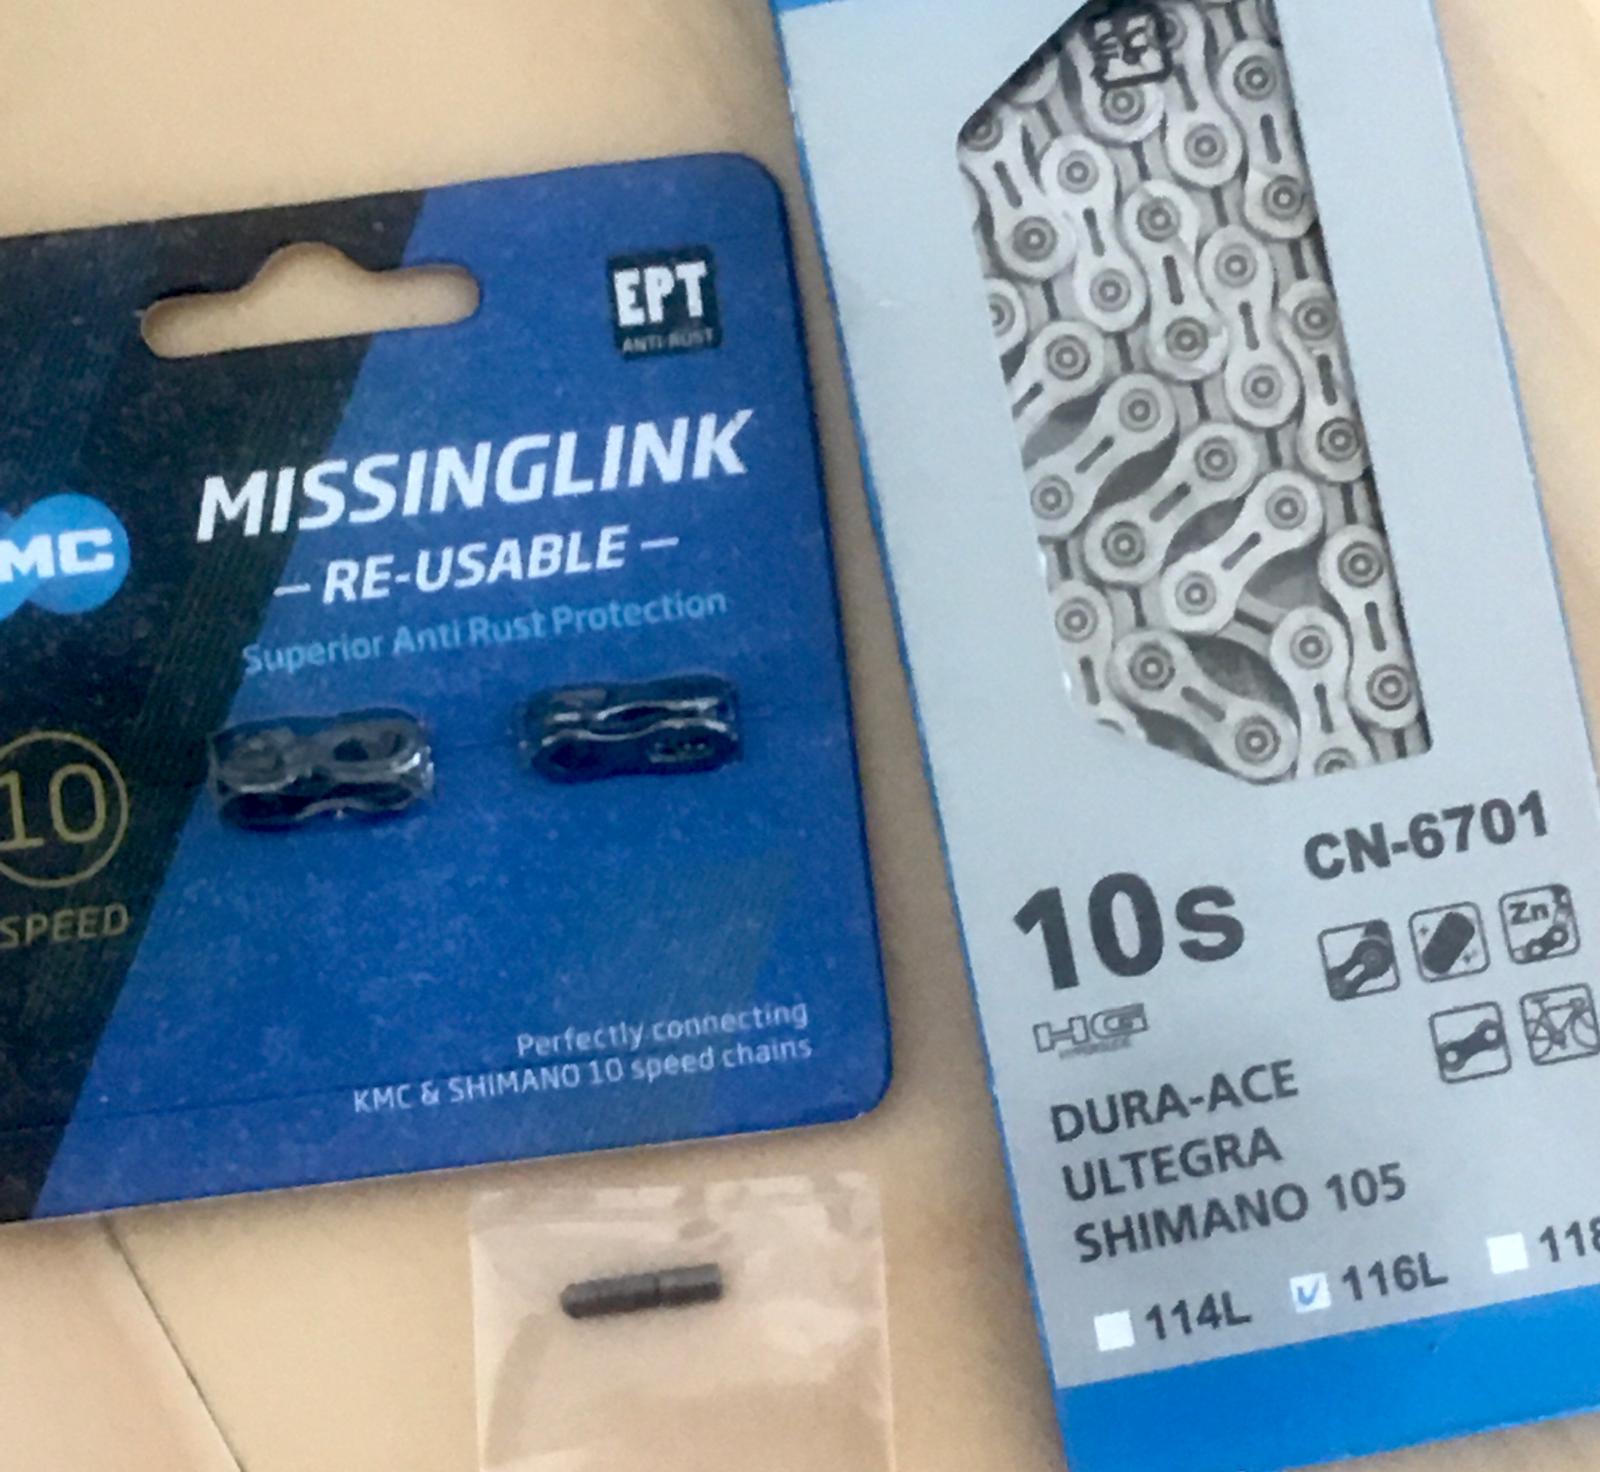 EPT
ANTI-RUST
MISSINGLINK
– RE-USABLE –
Superior Anti Rust Protection
MC
10
SPEED
Perfectly connecting
KMC & SHIMANO 10 speed chains
CN-6701
10s
Zn
HG
DURA-ACE
ULTEGRA
SHIMANO 105
114L
116L
118